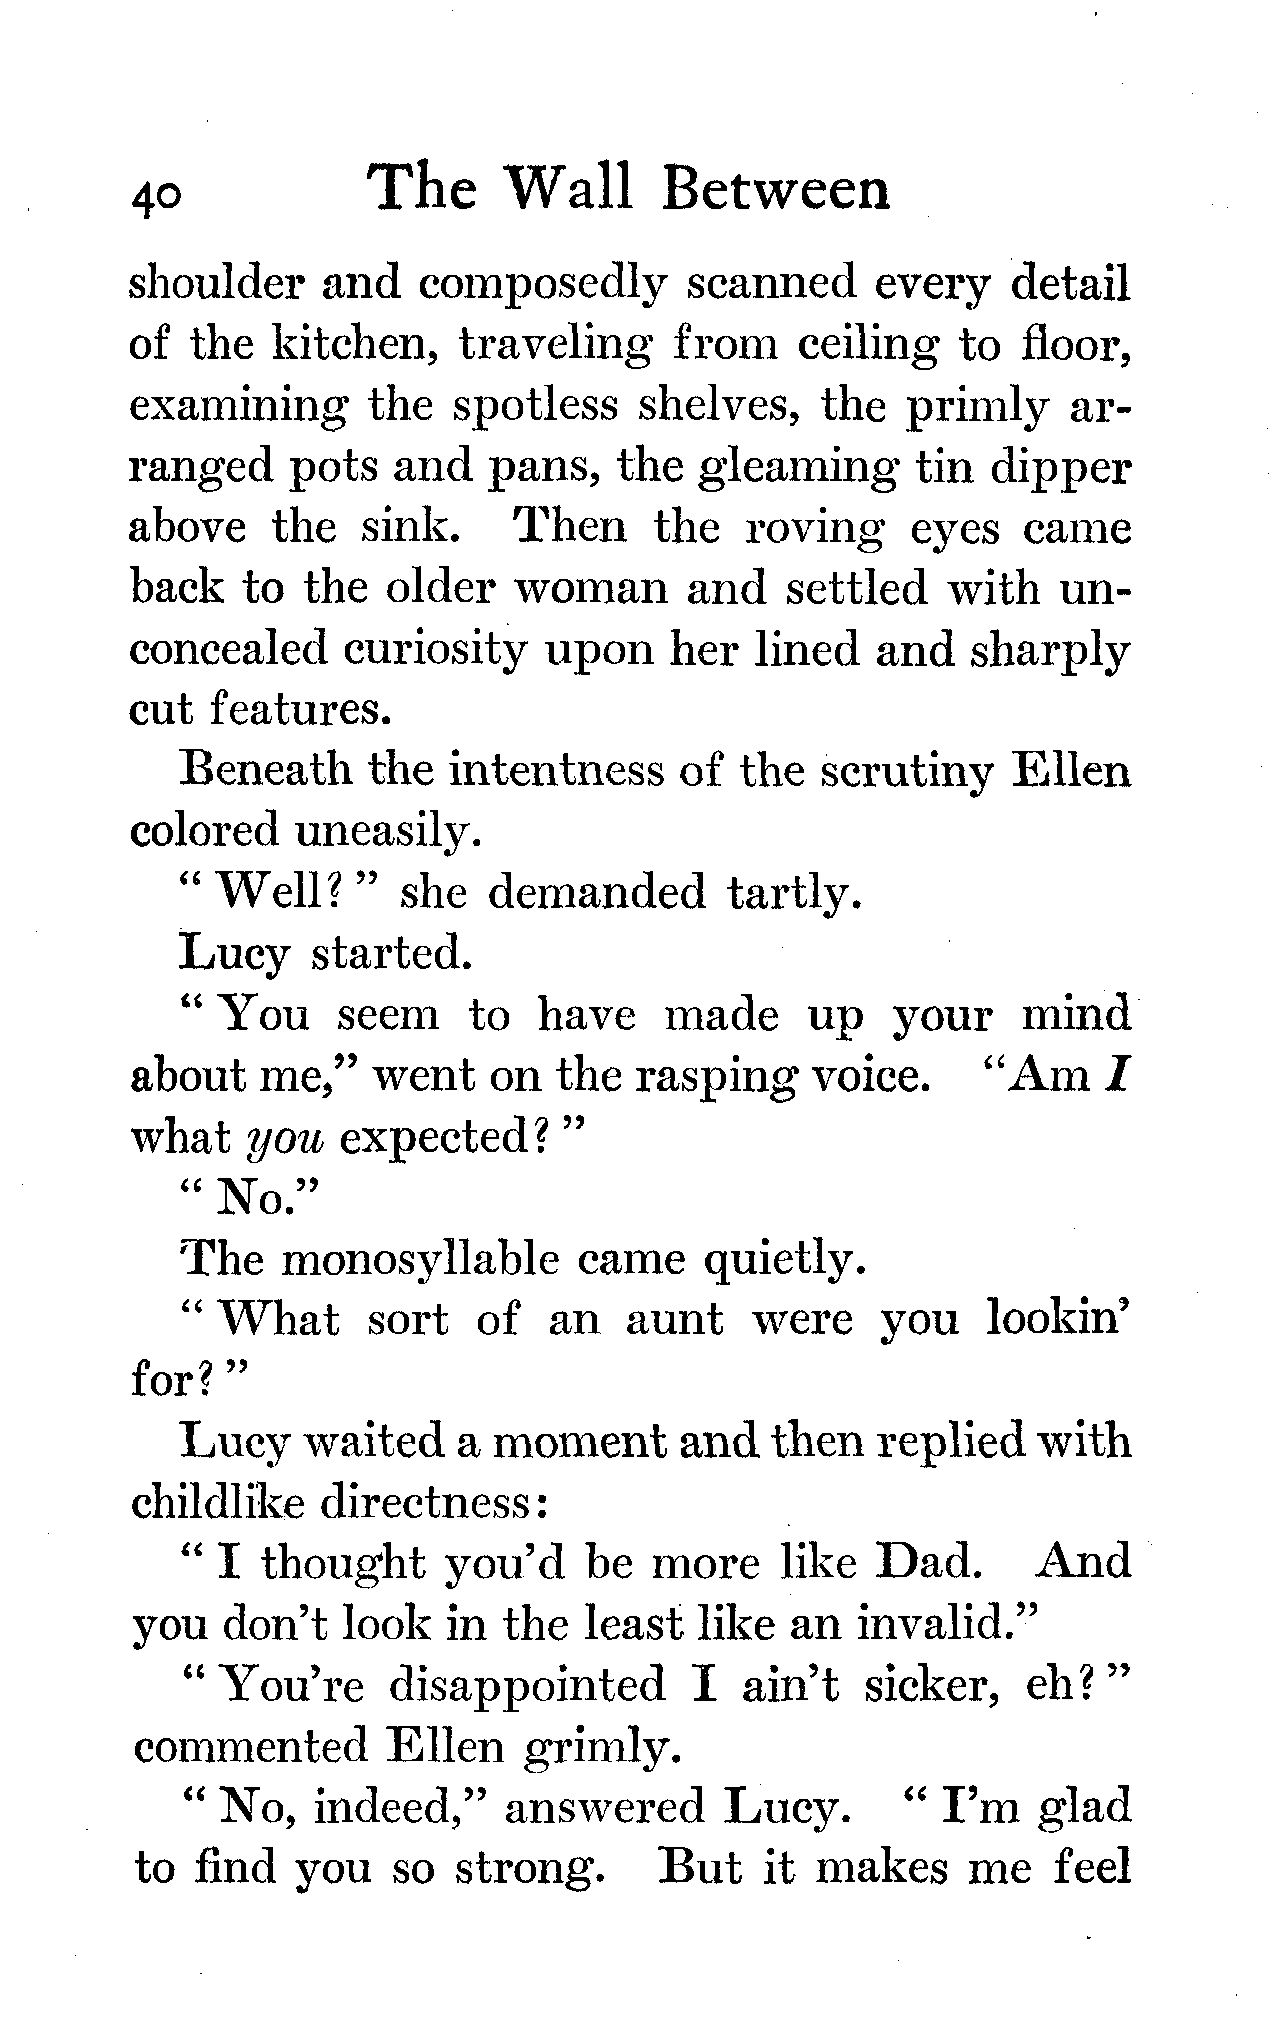 40 The Wall Between
shoulder and composedly scanned every detail
of the kitchen, traveling from ceiling to floor,
examining the spotless shelves, the primly ar-
ranged pots and pans, the gleaming tin dipper
above the sink. Then the roving eyes came
back to the older woman and settled with un-
concealed curiosity upon her lined and sharply
cut features.
Beneath the intentness of the scrutiny Ellen
colored uneasily.
" Well? " she demanded tartly.
Lucy started.
" You seem to have made up your mind
about me," went on the rasping voice. "Am I
what you expected? "
" No."
The monosyllable came quietly.
" What sort of an aunt were you lookin'
for? "
Lucy waited a moment and then replied with
childlike directness:
" I thought you'd be more like Dad. And
you don't look in the least like an invalid."
" You're disappointed I ain't sicker, eh? "
commented Ellen grimly.
" No, indeed," answered Lucy. " I'm glad
to find you so strong. But it makes me feel